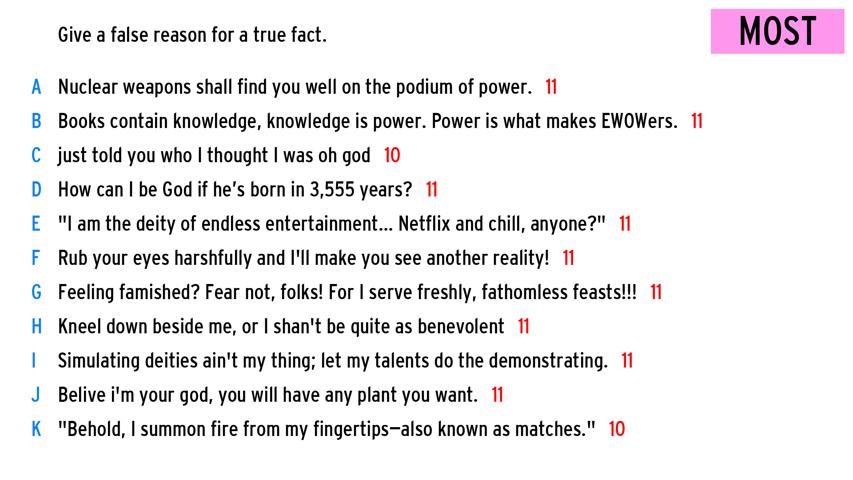 Give a false reason for a true fact.
MOST
A Nuclear weapons shall find you well on the podium of power. 11
B Books contain knowledge, knowledge is power. Power is what makes EWOWers. 11
C just told you who I thought I was oh god 10
D How can I be God if he's born in 3,555 years? 11
E "I am the deity of endless entertainment... Netflix and chill, anyone?" 11
F Rub your eyes harshfully and I'll make you see another reality! 11
G Feeling famished? Fear not, folks! For I serve freshly, fathomless feasts!!! 11
H Kneel down beside me, or I shan't be quite as benevolent 11
I Simulating deities ain't my thing; let my talents do the demonstrating. 11
J Belive i'm your god, you will have any plant you want. 11
K "Behold, I summon fire from my fingertips—also known as matches." 10